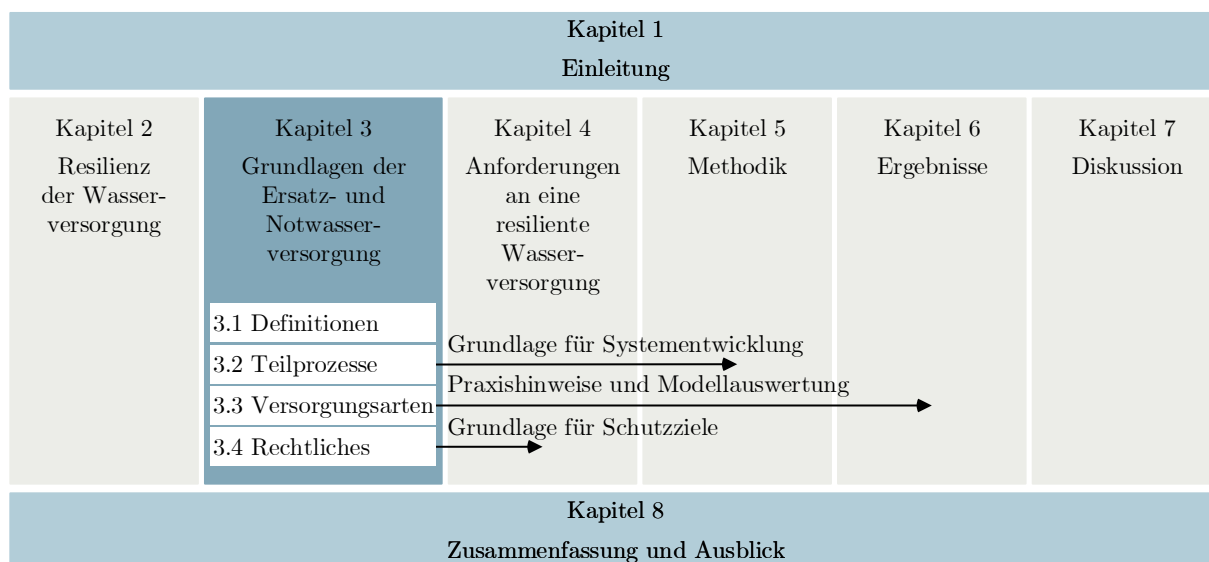 Kapitel 1
Einleitung
Kapitel 2
Resilienz
der Wasser-
versorgung
Kapitel 3
Grundlagen der
Ersatz- und
Notwasser-
versorgung
3.1 Definitionen
3.2 Teilprozesse
3.3 Versorgungsarten
3.4 Rechtliches
Kapitel 4
Anforderungen
an eine
resiliente
Wasser-
versorgung
Kapitel 5
Methodik
Kapitel 6
Ergebnisse
Kapitel 7
Diskussion
Grundlage für Systementwicklung
Praxishinweise und Modellauswertung
Grundlage für Schutzziele
Kapitel 8
Zusammenfassung und Ausblick